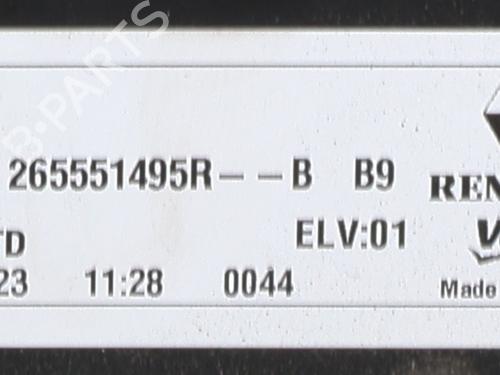 B-PARTS
265551495R--B B9 REN
TD ELV:01
23 11:28 0044 Made